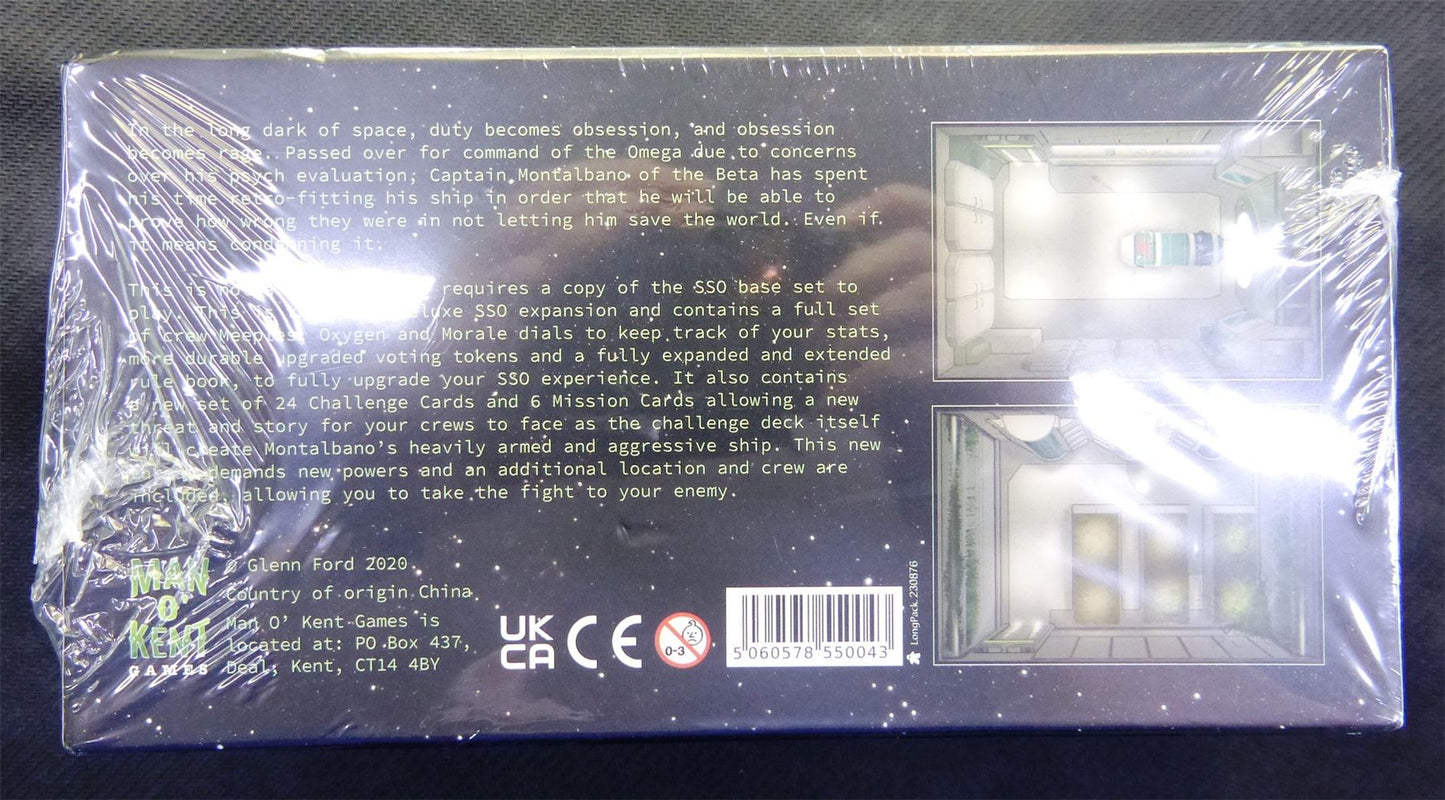 In the long dark of space, duty becomes obsession, and obsession
becomes rage. Passed over for command of the Omega due to concerns
over his psych evaluation; Captain Montalbano of the Beta has spent
his time retro-fitting his ship in order that he will be able to
prove how wrong they were in not letting him save the world. Even if
it means condemning it.
This is requires a copy of the SSO base set to
play. This is SSO expansion and contains a full set
of crew Meeples, Oxygen and Morale dials to keep track of your stats,
more durable upgraded voting tokens and a fully expanded and extended
rule book, to fully upgrade your SSO experience. It also contains
a new set of 24 Challenge Cards and 6 Mission Cards allowing a new
threat and story for your crews to face as the challenge deck itself
will create Montalbano's heavily armed and aggressive ship. This new
demands new powers and an additional location and crew are
included, allowing you to take the fight to your enemy.
MAN
O'
KENT
GAMES
© Glenn Ford 2020
Country of origin China.
Man O' Kent Games is
located at: PO Box 437,
Deal, Kent, CT14 4BY
UK
CA
CE
0-3
5 060578 550043
LongPack 230876